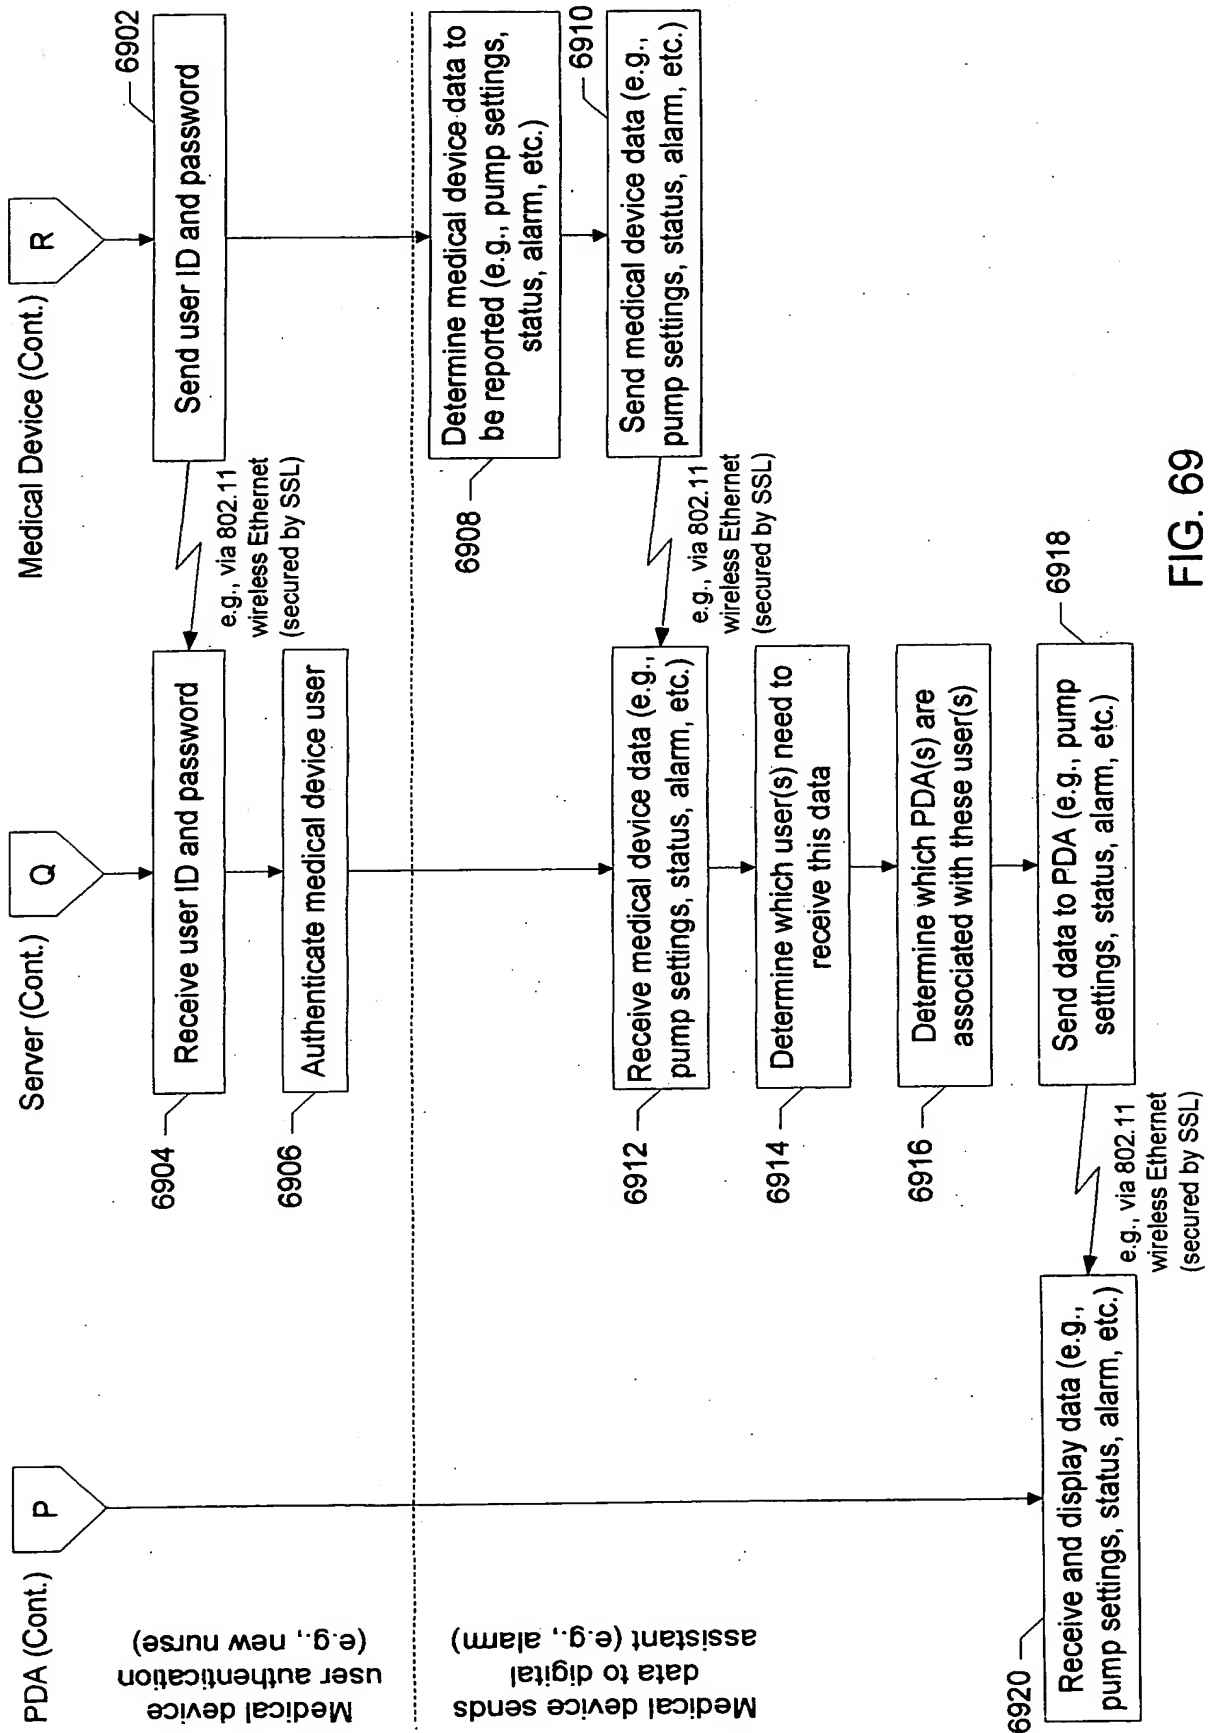 PDA (Cont.)
Server (Cont.)
Medical Device (Cont.)
P
Q
R
Medical device
user authentication
(e.g., new nurse)
6902
Send user ID and password
e.g., via 802.11
wireless Ethernet
(secured by SSL)
6904
Receive user ID and password
6906
Authenticate medical device user
Medical device sends
data to digital
assistant (e.g., alarm)
6908
Determine medical device data to
be reported (e.g., pump settings,
status, alarm, etc.)
6910
Send medical device data (e.g.,
pump settings, status, alarm, etc.)
e.g., via 802.11
wireless Ethernet
(secured by SSL)
6912
Receive medical device data (e.g.,
pump settings, status, alarm, etc.)
6914
Determine which user(s) need to
receive this data
6916
Determine which PDA(s) are
associated with these user(s)
6918
Send data to PDA (e.g., pump
settings, status, alarm, etc.)
e.g., via 802.11
wireless Ethernet
(secured by SSL)
6920
Receive and display data (e.g.,
pump settings, status, alarm, etc.)
FIG. 69